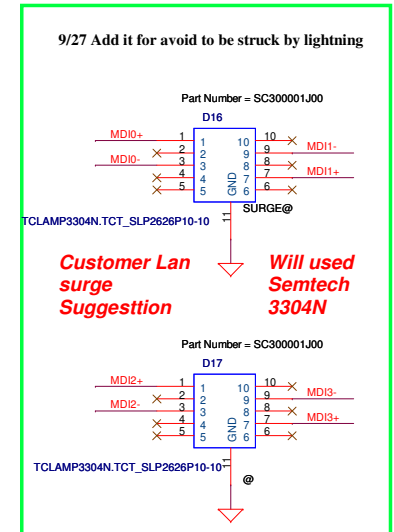 9/27 Add it for avoid to be struck by lightning
Part Number = SC300001J00
D16
MDI0+ 1 1 10 10
2 2 9 9 MDI1-
MDI0- 3 3 8 8
4 4 7 7 MDI1+
5 5 6 6
GND
11
SURGE@
TCLAMP3304N.TCT_SLP2626P10-10
Customer Lan Will used
surge Semtech
Suggesttion 3304N
Part Number = SC300001J00
D17
MDI2+ 1 1 10 10
2 2 9 9 MDI3-
MDI2- 3 3 8 8
4 4 7 7 MDI3+
5 5 6 6
GND
11
TCLAMP3304N.TCT_SLP2626P10-10
@